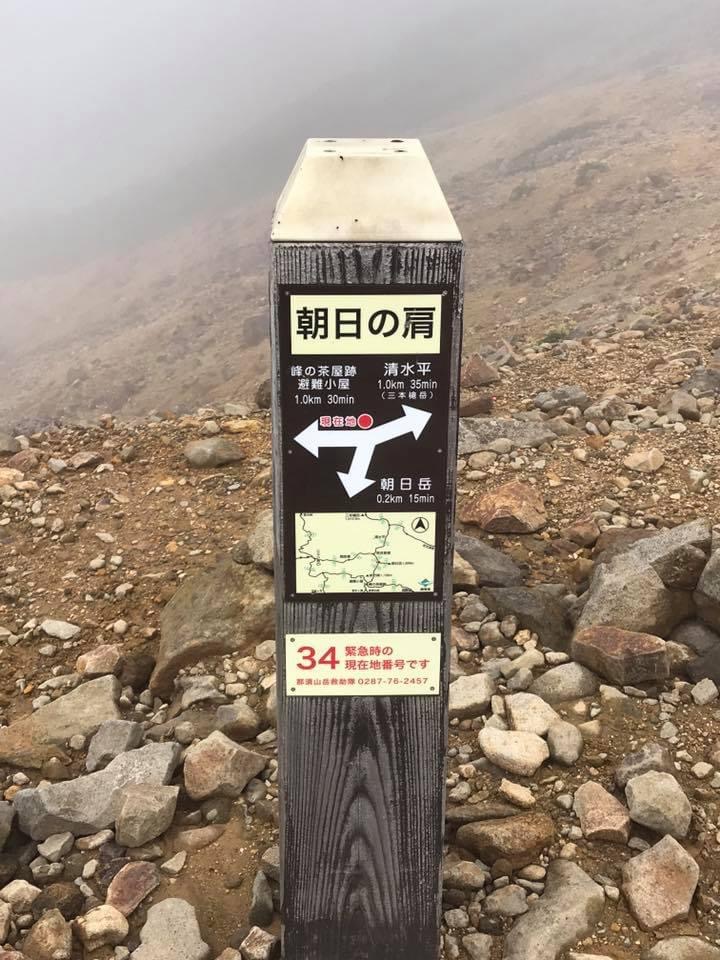 朝日の肩
峰の茶屋跡
避難小屋
1.0km 30min
清水平
1.0km 35min
(三本槍岳)
現在地
朝日岳
0.2km 15min
34
緊急時の
現在地番号です
那須山岳救助隊 0287-76-2457